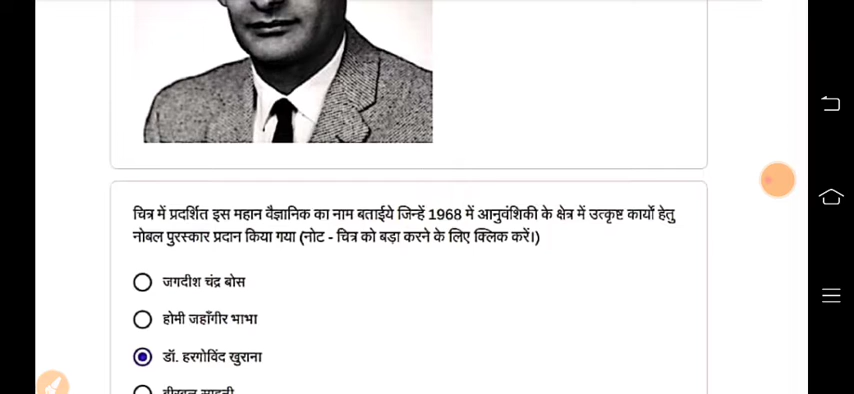 चित्र में प्रदर्शित इस महान वैज्ञानिक का नाम बताईये जिन्हें 1968 में आनुवंशिकी के क्षेत्र में उत्कृष्ट कार्यो हेतु
नोबल पुरस्कार प्रदान किया गया (नोट - चित्र को बड़ा करने के लिए क्लिक करें।)
जगदीश चंद्र बोस
होमी जहाँगीर भाभा
डॉ. हरगोविंद खुराना